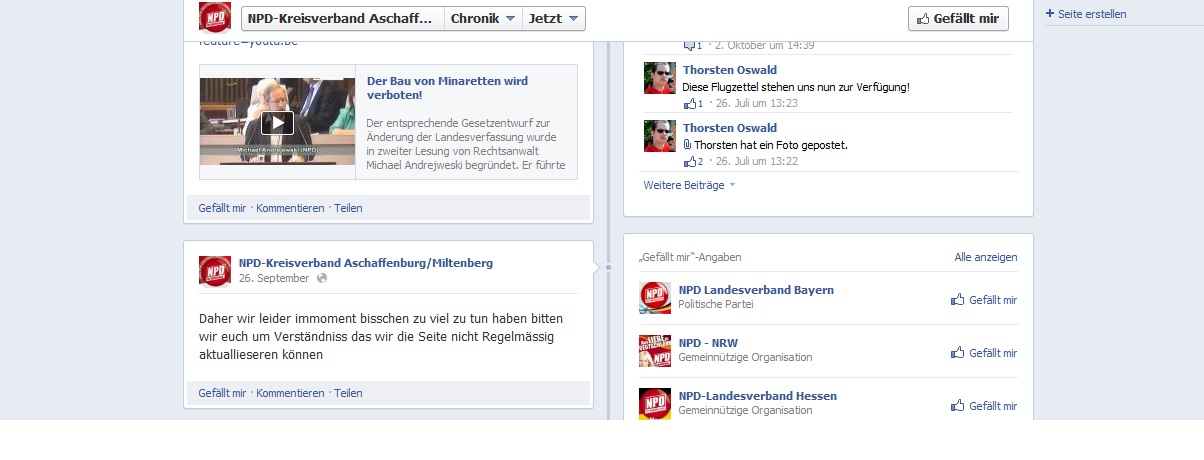 NPD
NPD-Kreisverband Aschaff...
Chronik
Jetzt
Gefällt mir
+ Seite erstellen
feature=youtu.be
Der Bau von Minaretten wird
verboten!
Der entsprechende Gesetzentwurf zur
Änderung der Landesverfassung wurde
in zweiter Lesung von Rechtsanwalt
Michael Andrejewski begründet. Er führte
Michael Andrejewski (NPD)
Gefällt mir · Kommentieren · Teilen
NPD
NPD-Kreisverband Aschaffenburg/Miltenberg
26. September
Daher wir leider immoment bisschen zu viel zu tun haben bitten
wir euch um Verständniss das wir die Seite nicht Regelmässig
aktuallieseren können
Gefällt mir · Kommentieren · Teilen
1 · 2. Oktober um 14:39
Thorsten Oswald
Diese Flugzettel stehen uns nun zur Verfügung!
1 · 26. Juli um 13:23
Thorsten Oswald
Thorsten hat ein Foto gepostet.
2 · 26. Juli um 13:22
Weitere Beiträge
„Gefällt mir“-Angaben
Alle anzeigen
NPD
NPD Landesverband Bayern
Politische Partei
Gefällt mir
NPD
NPD - NRW
Gemeinnützige Organisation
Gefällt mir
NPD
NPD-Landesverband Hessen
Gemeinnützige Organisation
Gefällt mir